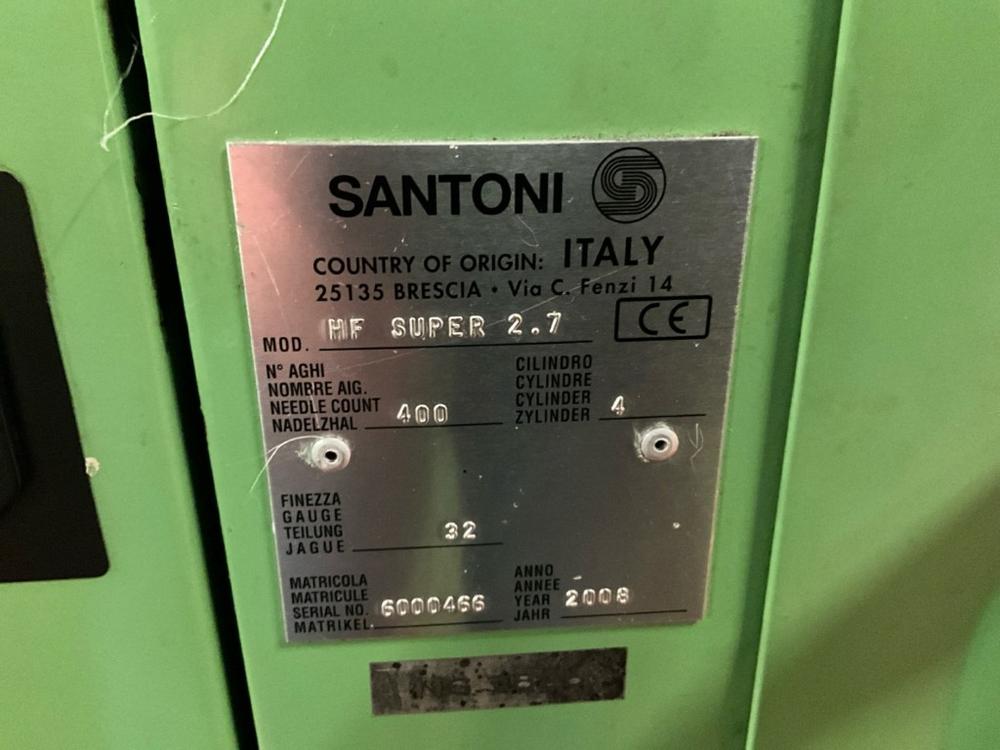 SANTONI
COUNTRY OF ORIGIN: ITALY
25135 BRESCIA • Via C. Fenzi 14
MOD. HF SUPER 2.7 CE
N° AGHI
NOMBRE AIG.
NEEDLE COUNT
NADELZHAL 400
CILINDRO
CYLINDRE
CYLINDER
ZYLINDER 4
FINEZZA
GAUGE
TEILUNG
JAGUE 32
MATRICOLA
MATRICULE
SERIAL NO.
MATRIKEL 6000466
ANNO
ANNEE
YEAR
JAHR 2008